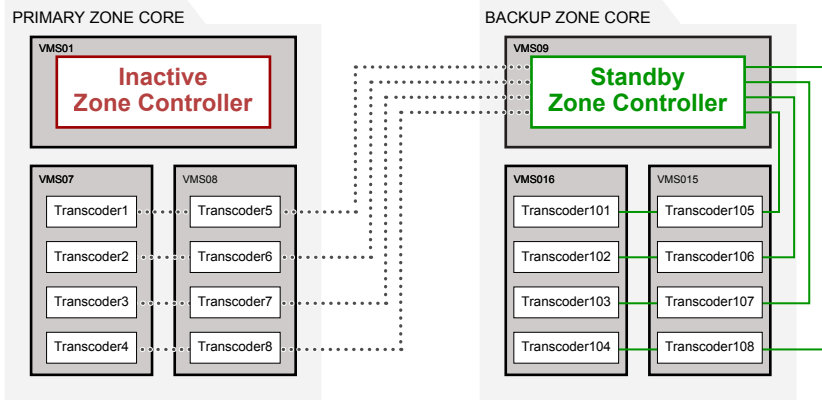 PRIMARY ZONE CORE
VMS01
Inactive
Zone Controller
VMS07
Transcoder1
Transcoder2
Transcoder3
Transcoder4
VMS08
Transcoder5
Transcoder6
Transcoder7
Transcoder8
BACKUP ZONE CORE
VMS09
Standby
Zone Controller
VMS016
Transcoder101
Transcoder102
Transcoder103
Transcoder104
VMS015
Transcoder105
Transcoder106
Transcoder107
Transcoder108